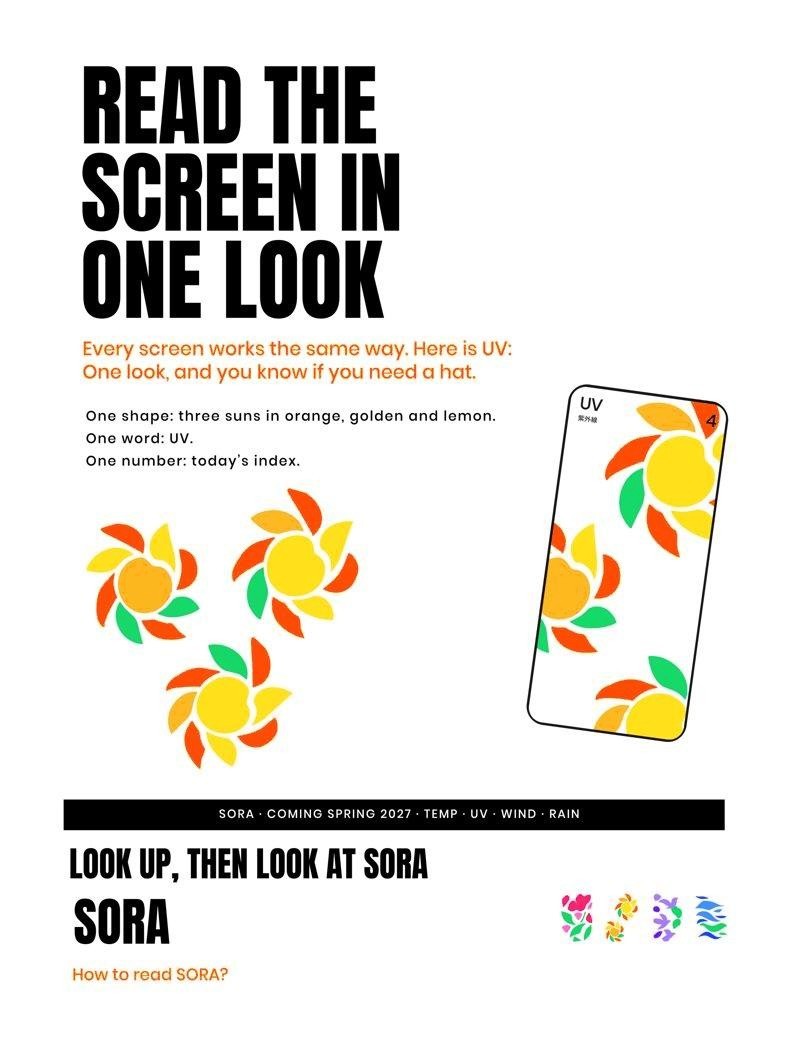 READ THE
SCREEN IN
ONE LOOK
Every screen works the same way. Here is UV:
One look, and you know if you need a hat.
One shape: three suns in orange, golden and lemon.
One word: UV.
One number: today's index.
UV
紫外線
4
SORA · COMING SPRING 2027 · TEMP · UV · WIND · RAIN
LOOK UP, THEN LOOK AT SORA
SORA
How to read SORA?